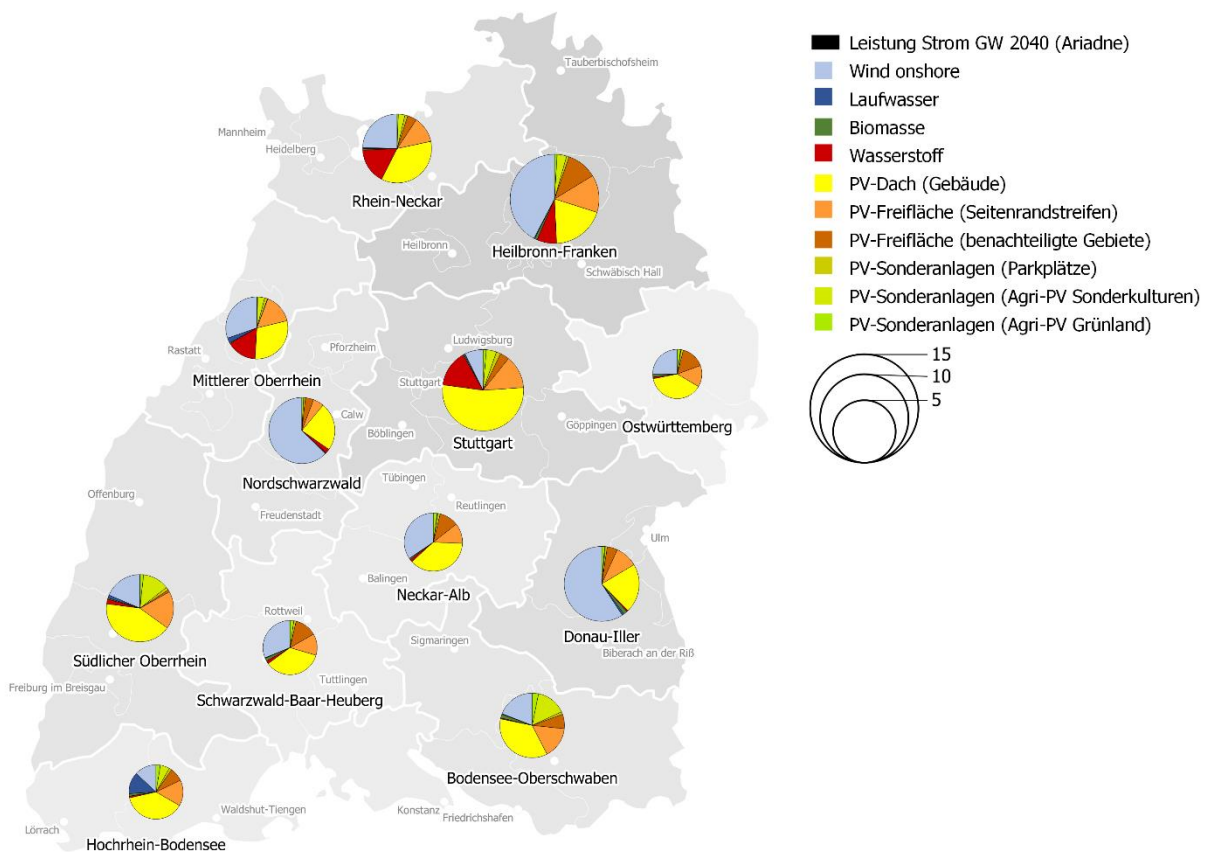 Tauberbischofsheim
Mannheim
Heidelberg
Rhein-Neckar
Heilbronn
Heilbronn-Franken
Schwäbisch Hall
Rastatt
Pforzheim
Ludwigsburg
Mittlerer Oberrhein
Stuttgart
Calw
Böblingen
Stuttgart
Göppingen
Ostwürttemberg
Nordschwarzwald
Tübingen
Offenburg
Freudenstadt
Reutlingen
Ulm
Balingen
Neckar-Alb
Rottweil
Sigmaringen
Donau-Iller
Biberach an der Riß
Südlicher Oberrhein
Freiburg im Breisgau
Tuttlingen
Schwarzwald-Baar-Heuberg
Bodensee-Oberschwaben
Waldshut-Tiengen
Konstanz
Friedrichshafen
Lörrach
Hochrhein-Bodensee
Leistung Strom GW 2040 (Ariadne)
Wind onshore
Laufwasser
Biomasse
Wasserstoff
PV-Dach (Gebäude)
PV-Freifläche (Seitenrandstreifen)
PV-Freifläche (benachteiligte Gebiete)
PV-Sonderanlagen (Parkplätze)
PV-Sonderanlagen (Agri-PV Sonderkulturen)
PV-Sonderanlagen (Agri-PV Grünland)
15
10
5